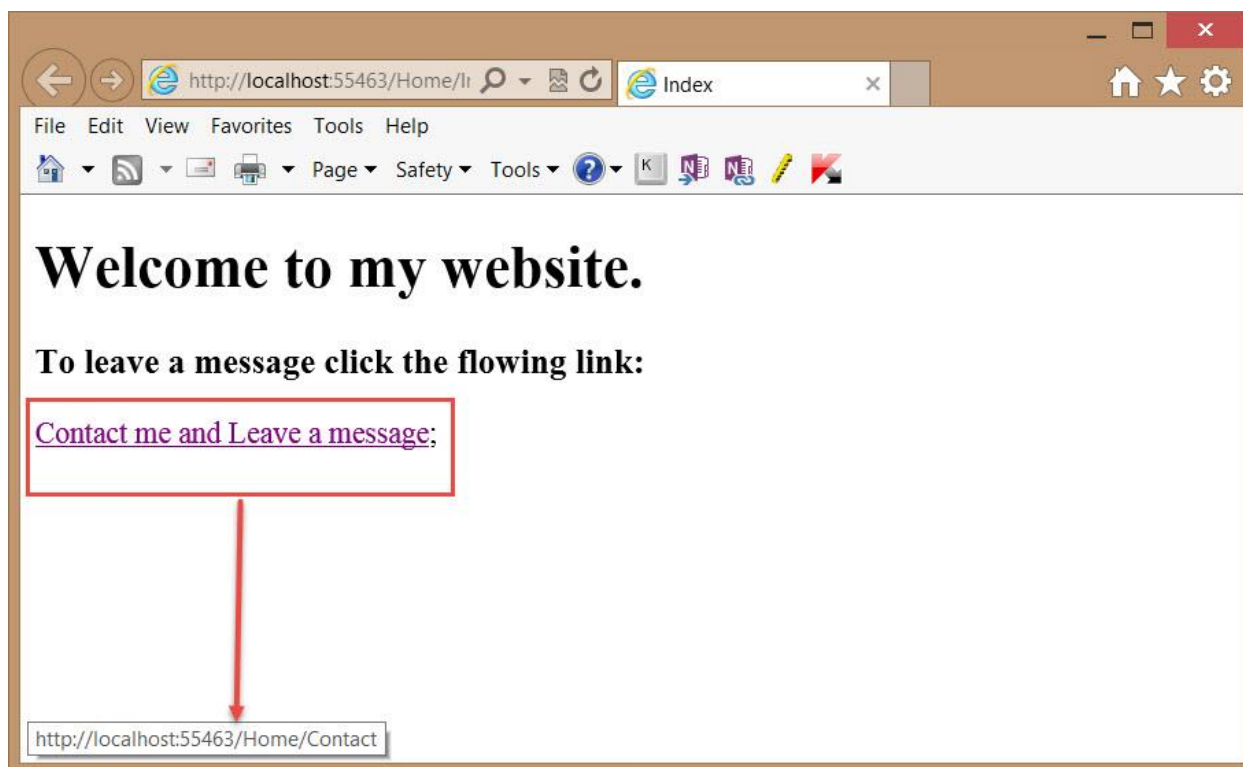 http://localhost:55463/Home/Ir
Index
File Edit View Favorites Tools Help
Page Safety Tools ? K N N
Welcome to my website.
To leave a message click the flowing link:
Contact me and Leave a message;
http://localhost:55463/Home/Contact